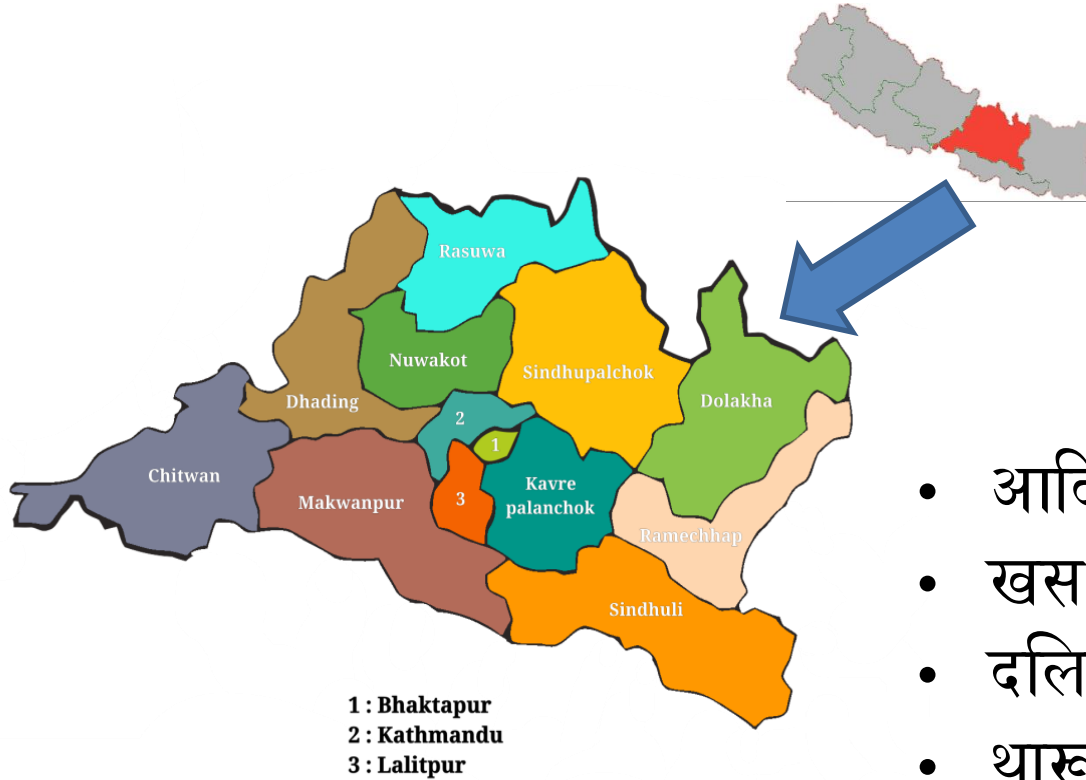 Rasuwa
Nuwakot
Sindhupalchok
Dhading
Dolakha
2
1
Chitwan
Makwanpur
3
Kavre
palanchok
Ramechhap
Sindhuli
1 : Bhaktapur
2 : Kathmandu
3 : Lalitpur
• खस